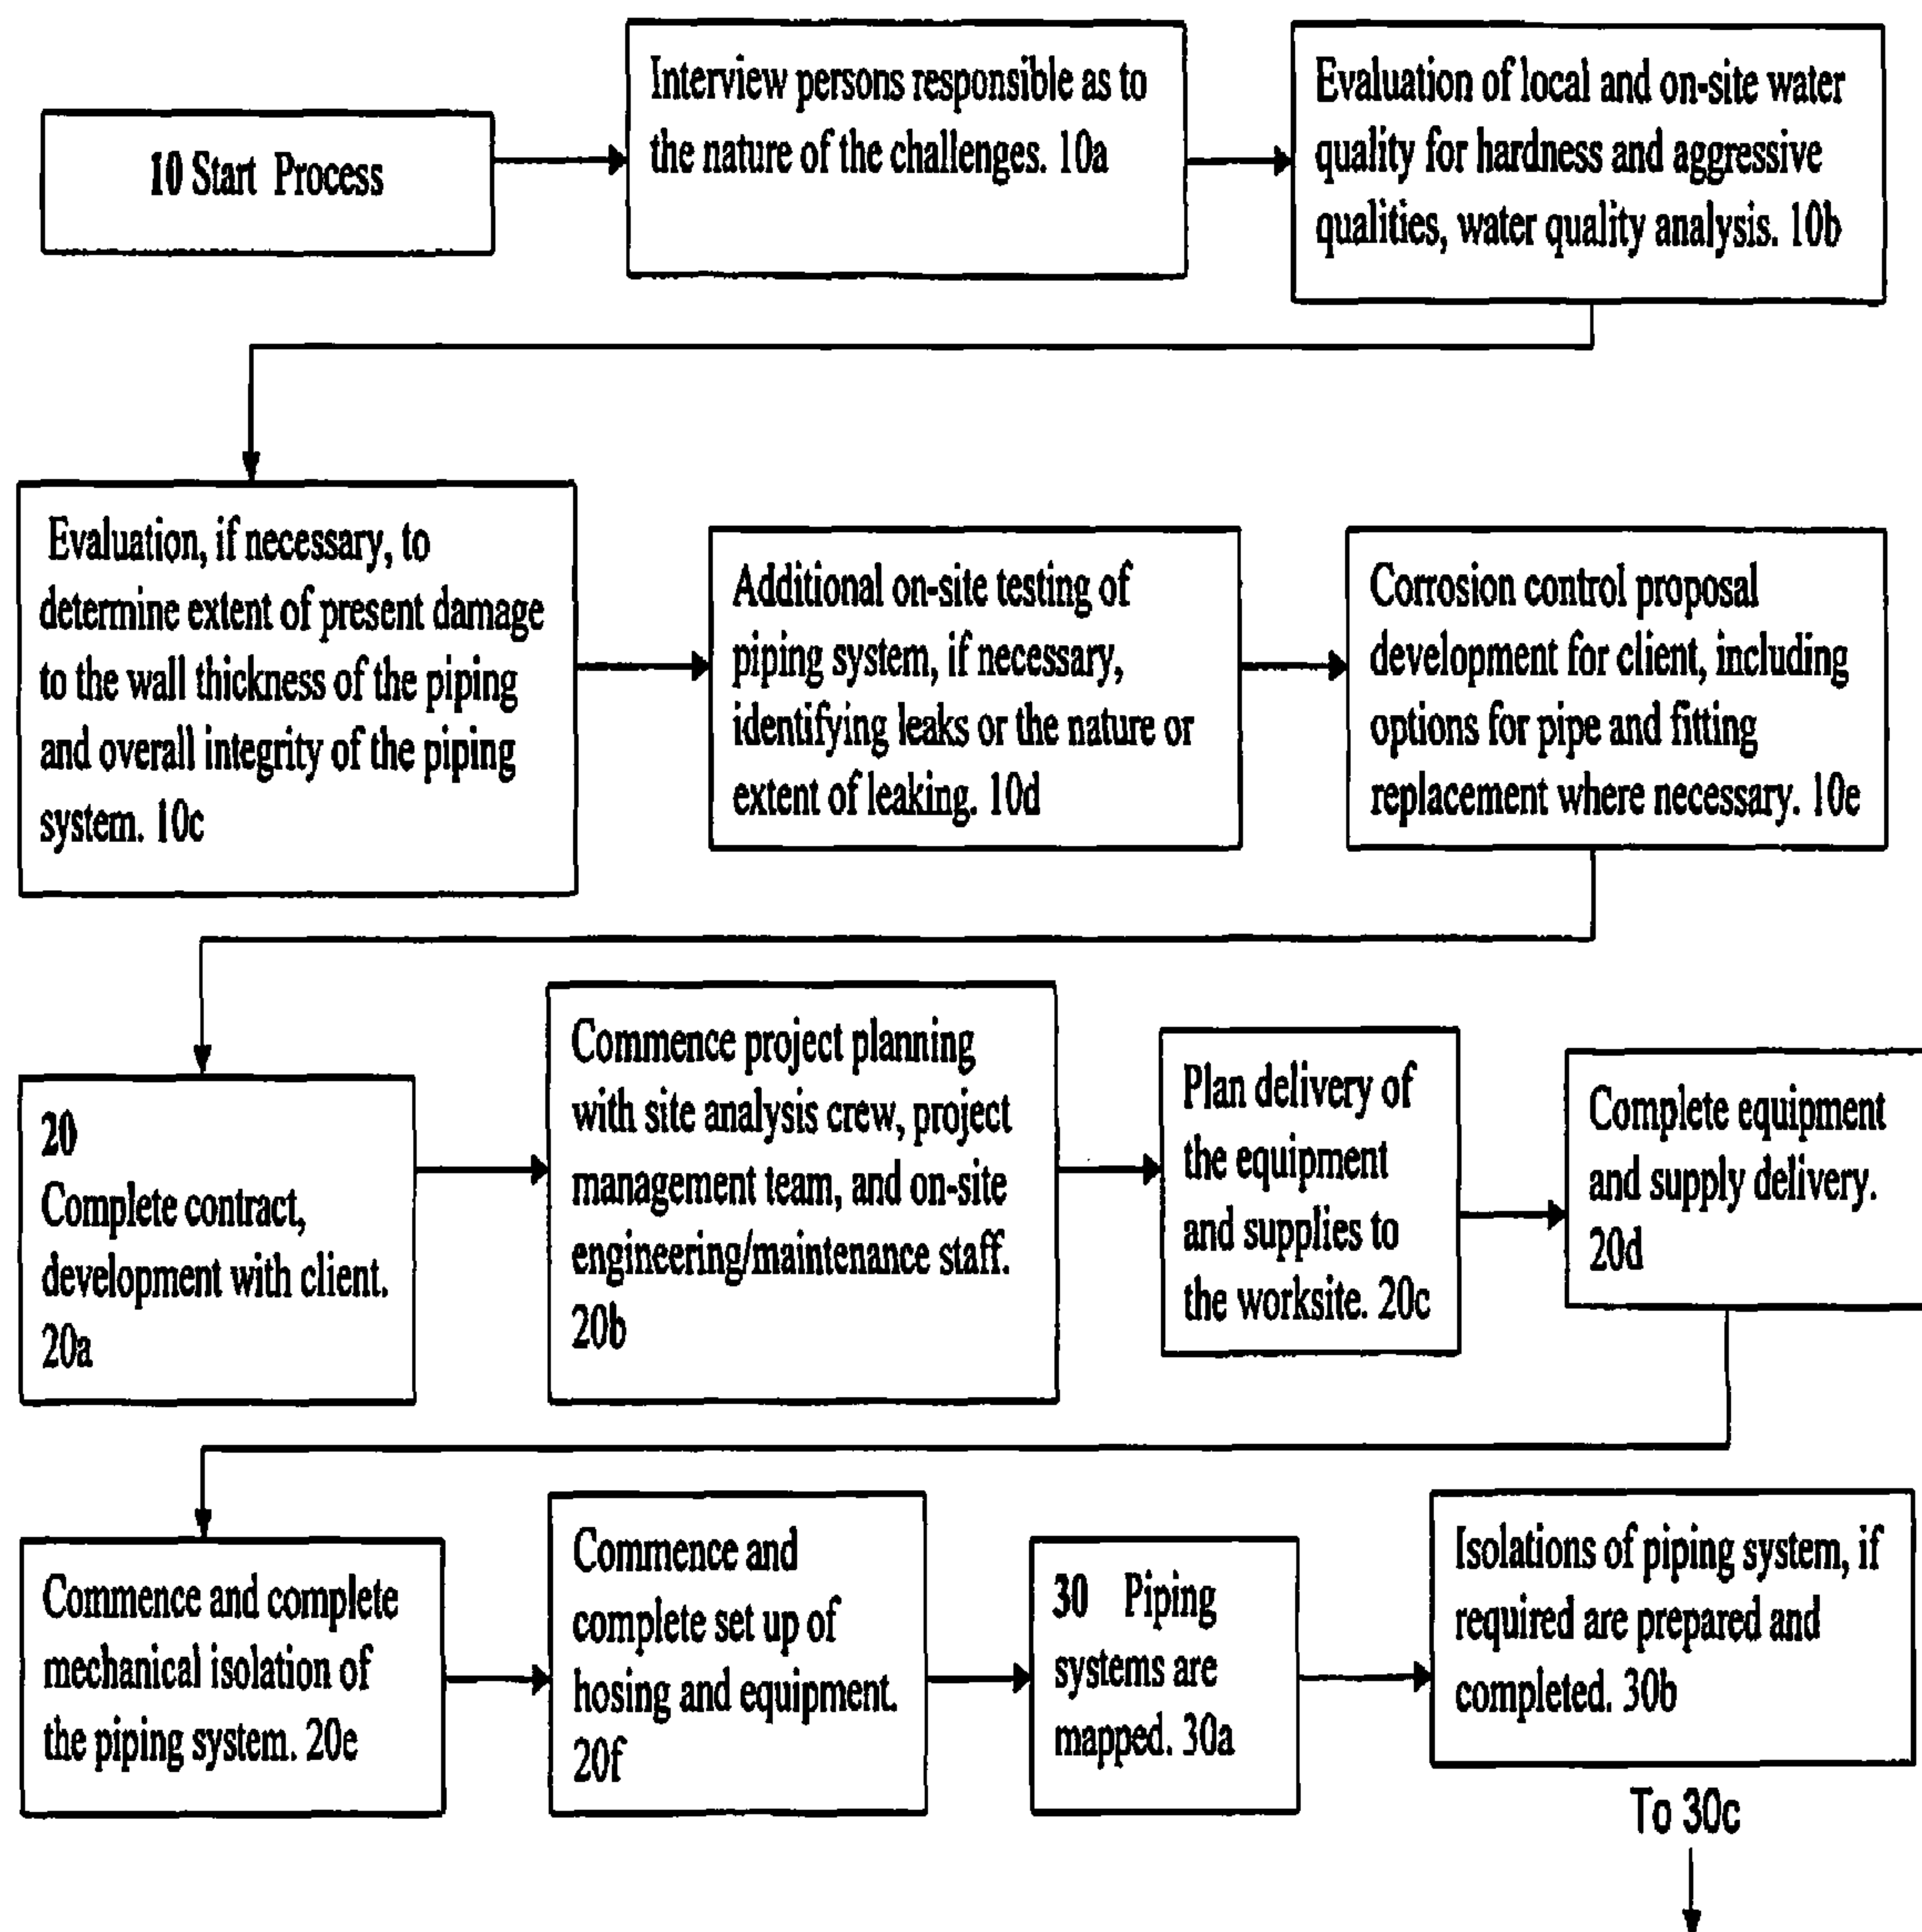 10 Start Process
Interview persons responsible as to
the nature of the challenges. 10a
Evaluation of local and on-site water
quality for hardness and aggressive
qualities, water quality analysis. 10b
Evaluation, if necessary, to
determine extent of present damage
to the wall thickness of the piping
and overall integrity of the piping
system. 10c
Additional on-site testing of
piping system, if necessary,
identifying leaks or the nature or
extent of leaking. 10d
Corrosion control proposal
development for client, including
options for pipe and fitting
replacement where necessary. 10e
20
Complete contract,
development with client.
20a
Commence project planning
with site analysis crew, project
management team, and on-site
engineering/maintenance staff.
20b
Plan delivery of
the equipment
and supplies to
the worksite. 20c
Complete equipment
and supply delivery.
20d
Commence and complete
mechanical isolation of
the piping system. 20e
Commence and
complete set up of
hosing and equipment.
20f
30 Piping
systems are
mapped. 30a
Isolations of piping system, if
required are prepared and
completed. 30b
To 30c